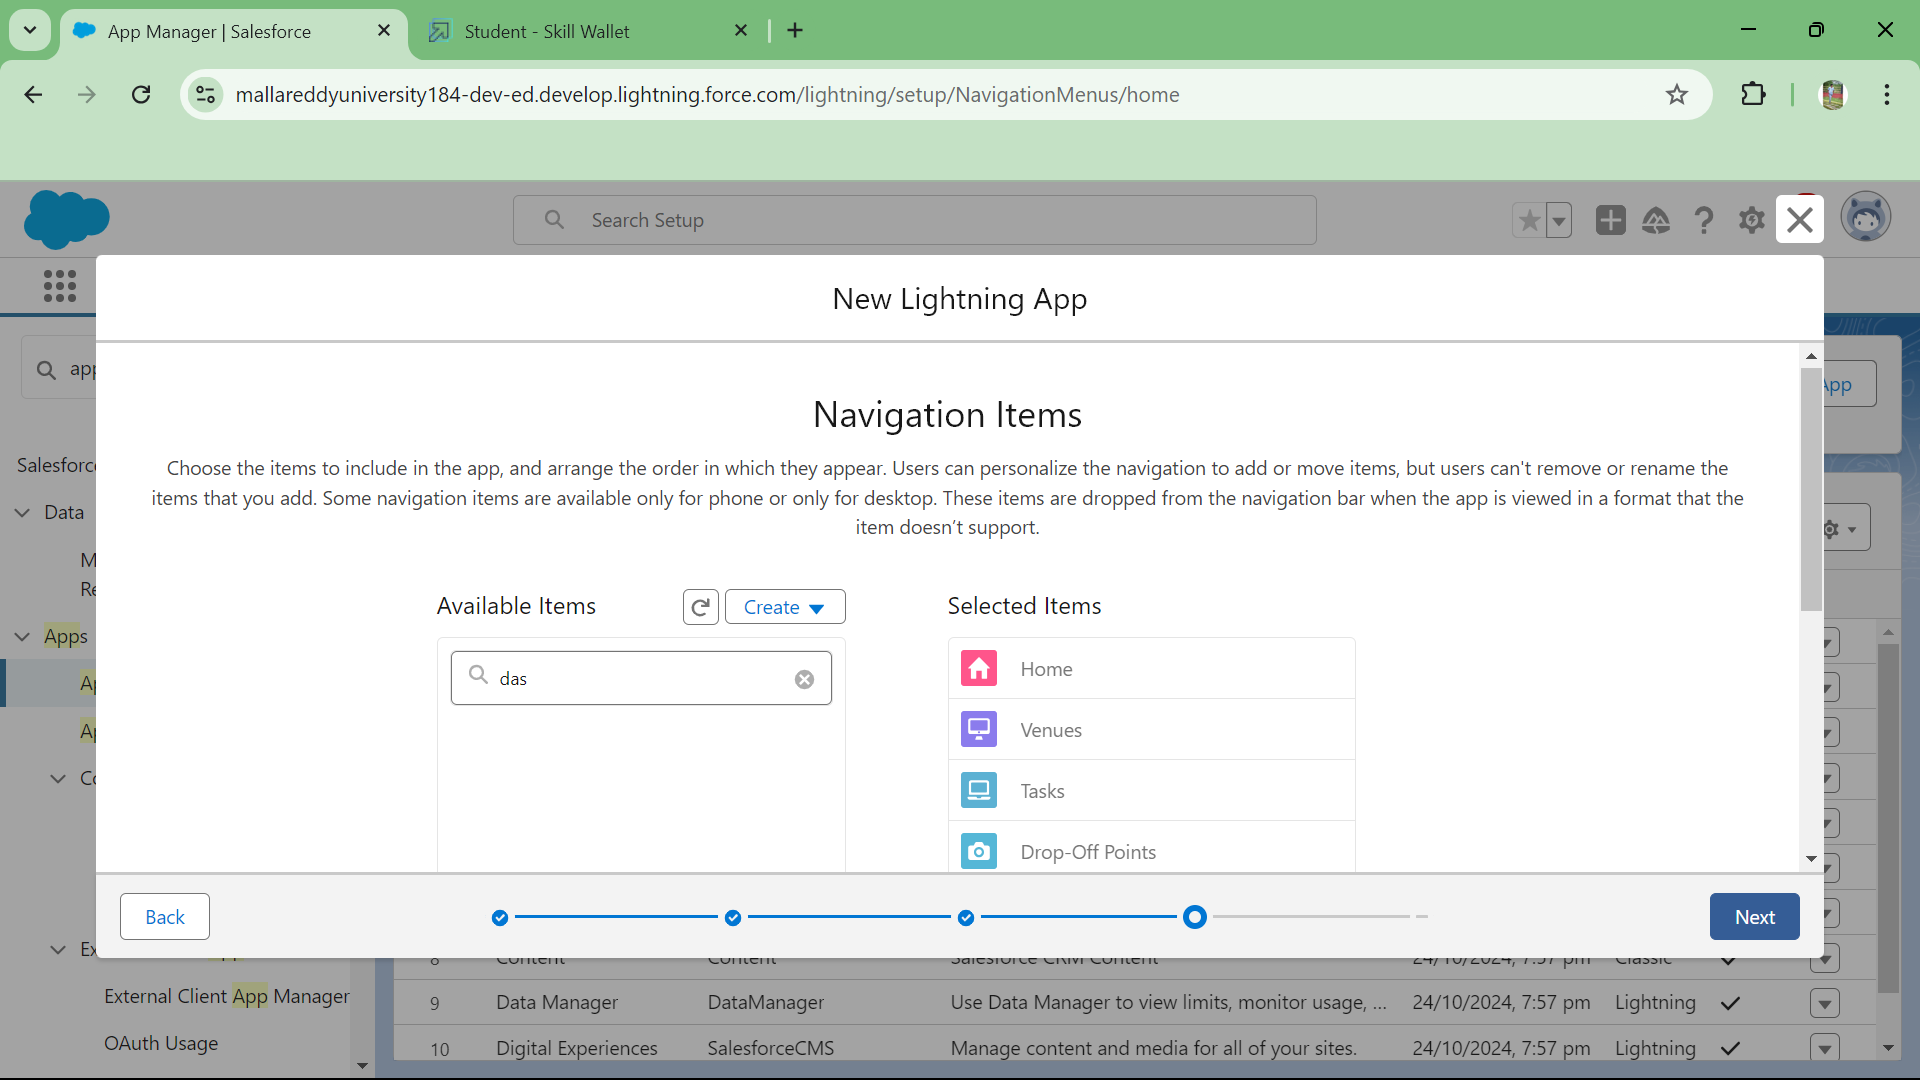 App Manager | Salesforce
Student - Skill Wallet
mallareddyuniversity184-dev-ed.develop.lightning.force.com/lightning/setup/NavigationMenus/home
Search Setup
New Lightning App
app
App
Navigation Items
Choose the items to include in the app, and arrange the order in which they appear. Users can personalize the navigation to add or move items, but users can't remove or rename the
items that you add. Some navigation items are available only for phone or only for desktop. These items are dropped from the navigation bar when the app is viewed in a format that the
item doesn't support.
Salesforc
Data
M
Re
Apps
Ap
Ap
Co
Ex
Available Items
Create
Selected Items
das
Home
Venues
Tasks
Drop-Off Points
Back
Next
8 Content Content Salesforce CRM Content 24/10/2024, 7:57 pm Classic
External Client App Manager
9 Data Manager DataManager Use Data Manager to view limits, monitor usage, ... 24/10/2024, 7:57 pm Lightning
OAuth Usage
10 Digital Experiences SalesforceCMS Manage content and media for all of your sites. 24/10/2024, 7:57 pm Lightning